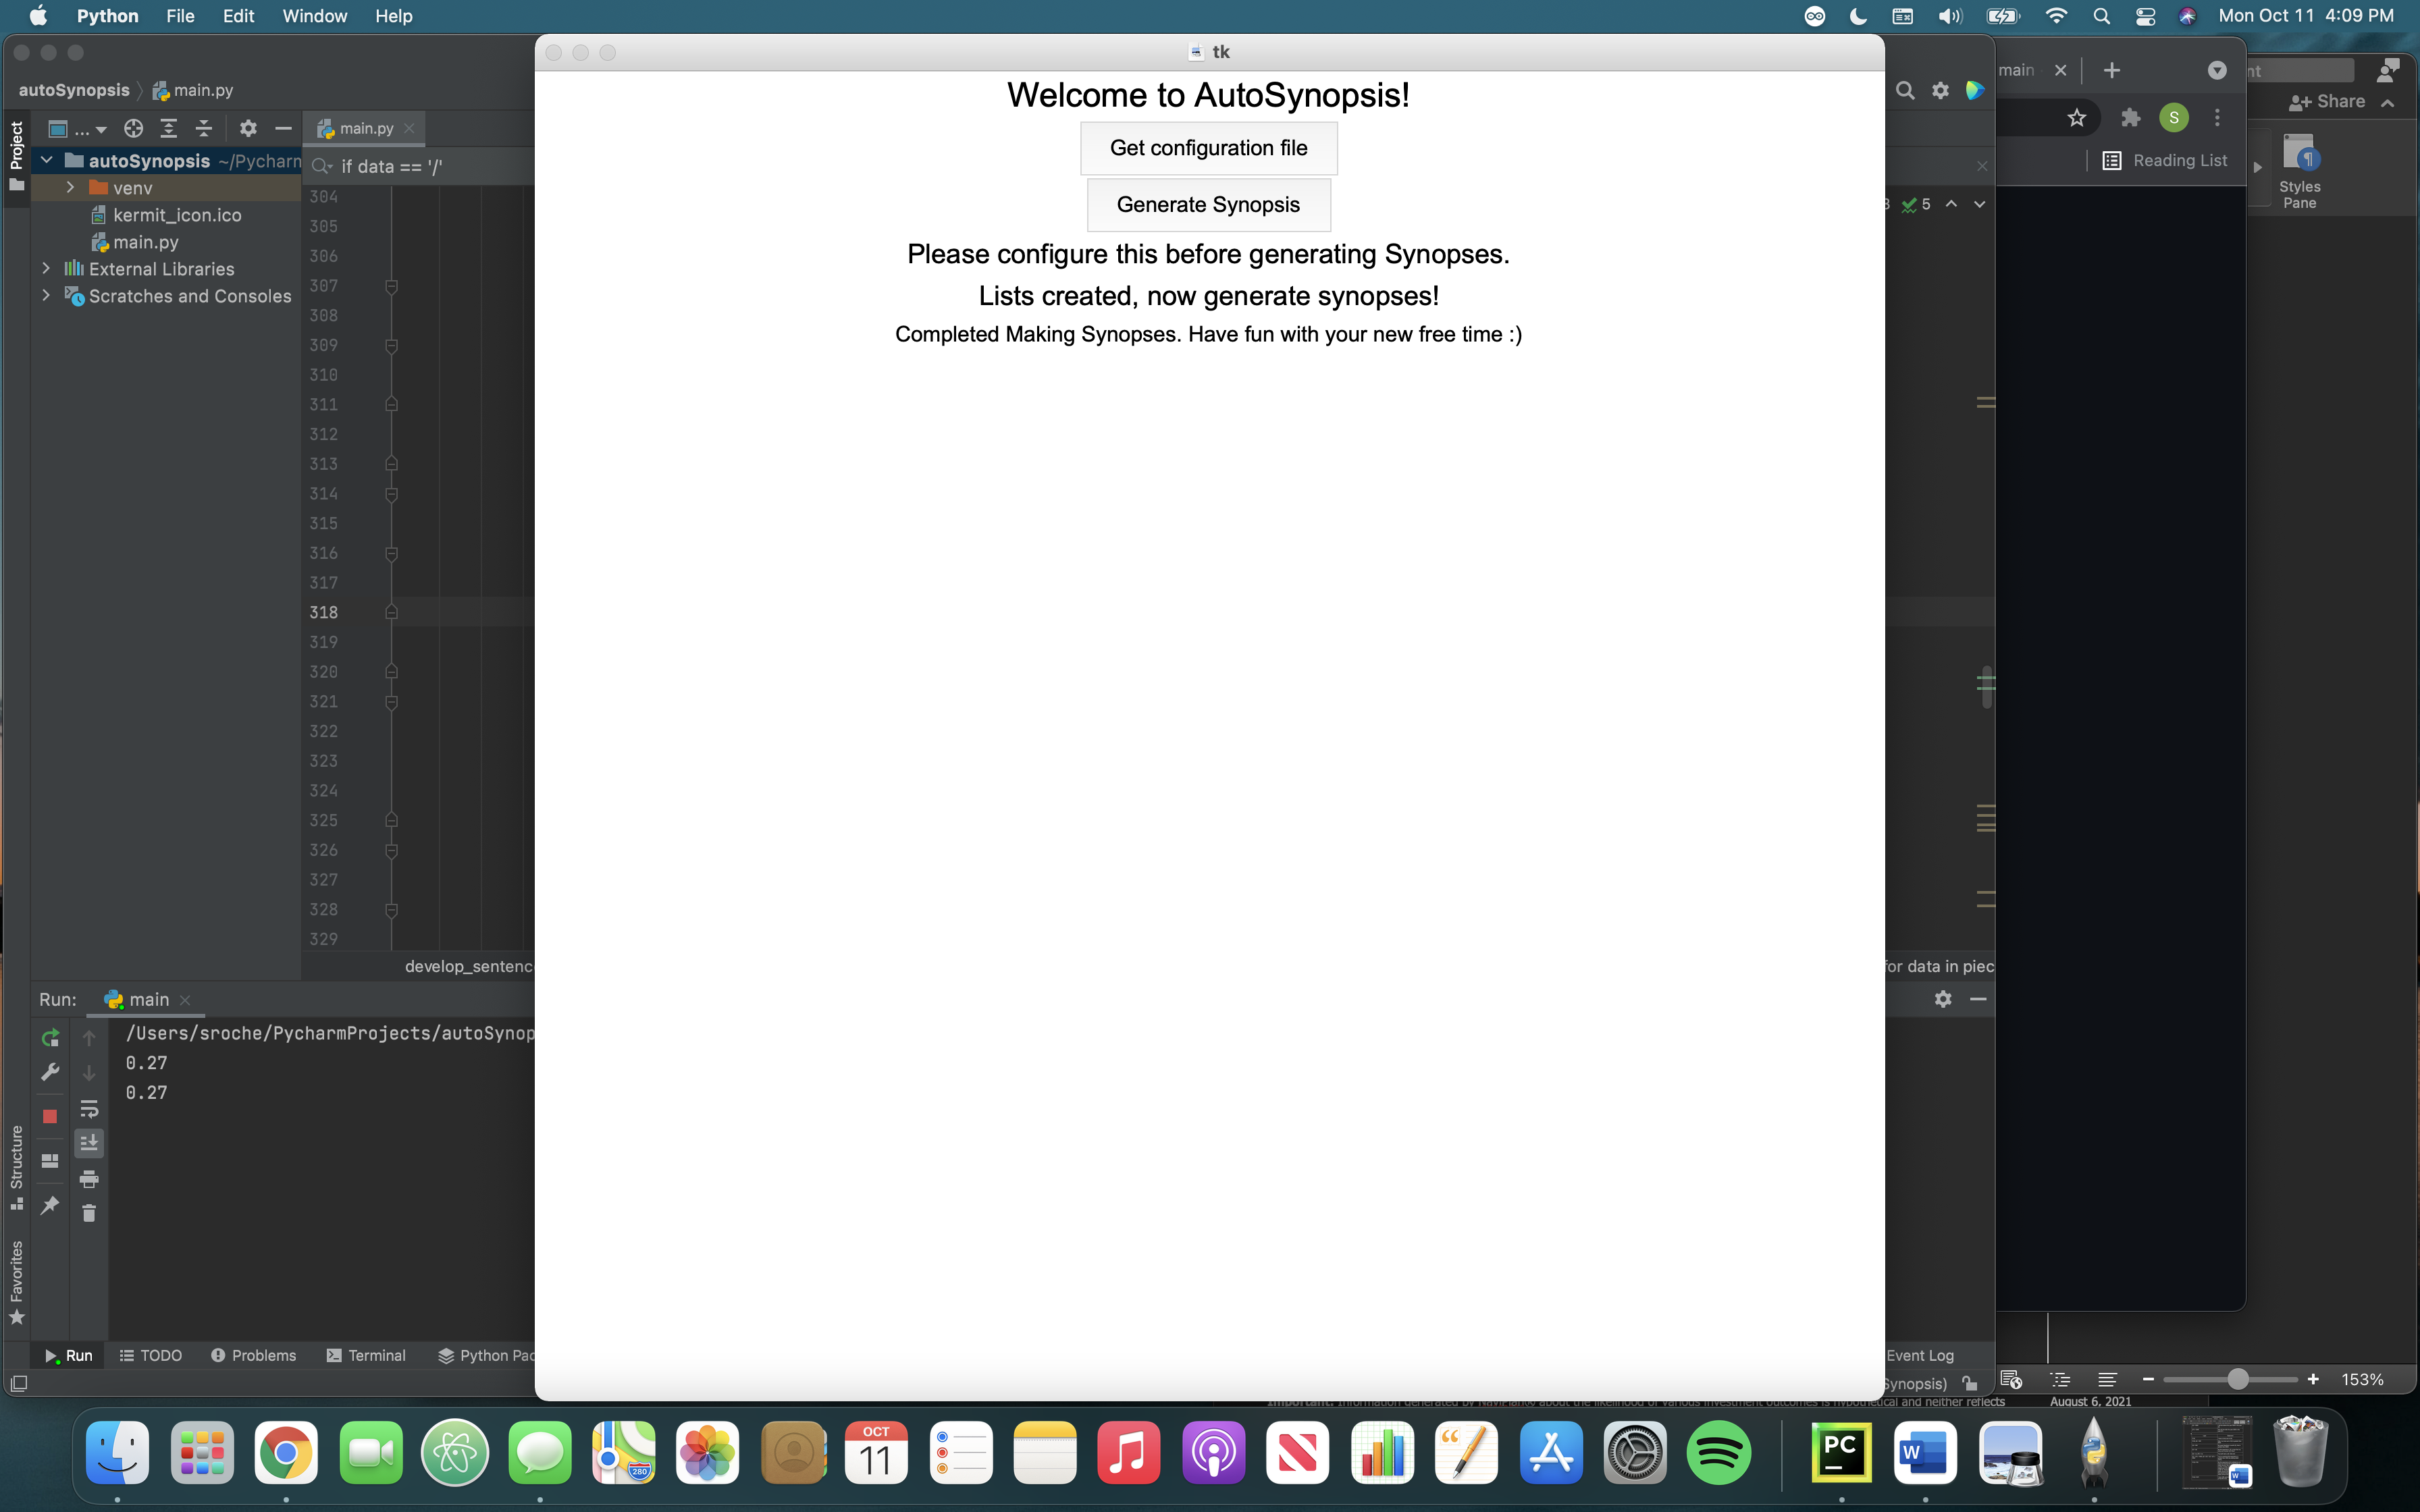 Python File Edit Window Help
Mon Oct 11 4:09 PM
tk
autoSynopsis
main.py
main
Share
Project
...
main.py
S
autoSynopsis
if data == '/'
venv
Reading List
kermit_icon.ico
main.py
External Libraries
Scratches and Consoles
Styles
Pane
5
Welcome to AutoSynopsis!
Get configuration file
Generate Synopsis
Please configure this before generating Synopses.
Lists created, now generate synopses!
Completed Making Synopses. Have fun with your new free time :)
304
305
306
307
308
309
310
311
312
313
314
315
316
317
318
319
320
321
322
323
324
325
326
327
328
329
for data in
Run: main
/Users/sroche/PycharmProjects/autoSynop
0.27
0.27
Structure
Favorites
Run TODO Problems Terminal Python
Event Log
153%
August 6, 2021
OCT
11
280
PC
W